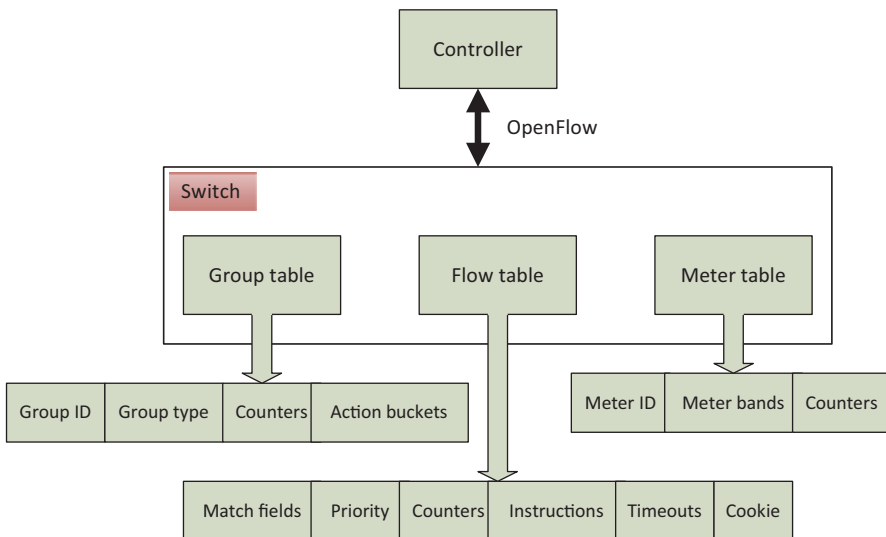 Controller
OpenFlow
Switch
Group table
Flow table
Meter table
Group ID
Group type
Counters
Action buckets
Meter ID
Meter bands
Counters
Match fields
Priority
Counters
Instructions
Timeouts
Cookie